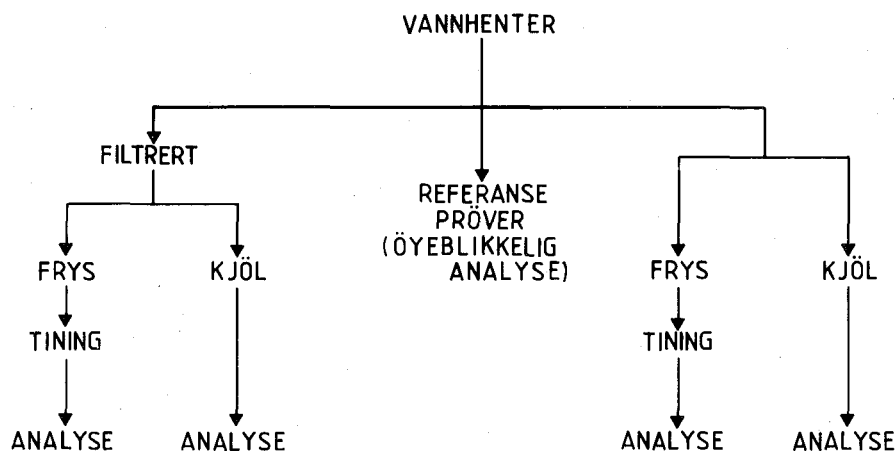 VANNHENTER
FILTRERT
REFERANSE
PRÖVER
(ÖYEBLIKKELIG
ANALYSE)
FRYS
KJÖL
FRYS
KJÖL
TINING
TINING
ANALYSE
ANALYSE
ANALYSE
ANALYSE